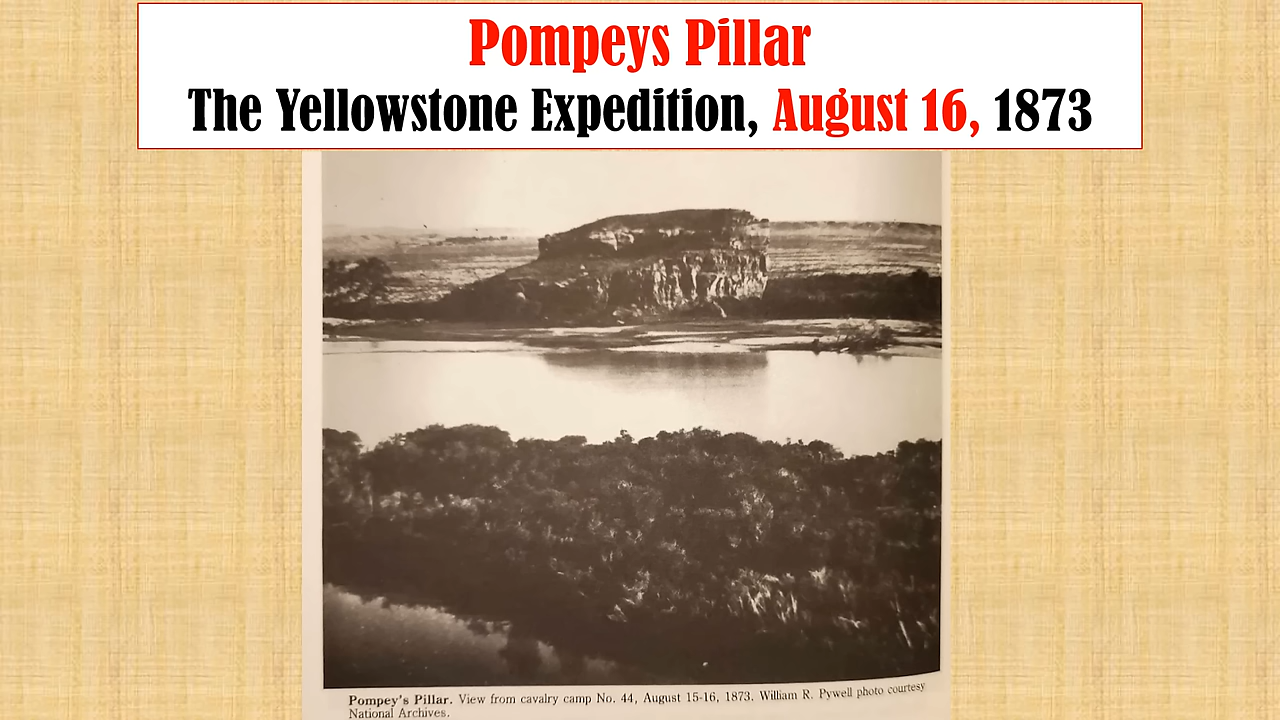 Pompeys Pillar
The Yellowstone Expedition, August 16, 1873
Pompey's Pillar. View from cavalry camp No. 44, August 15-16, 1873. William R. Pywell photo courtesy
National Archives.